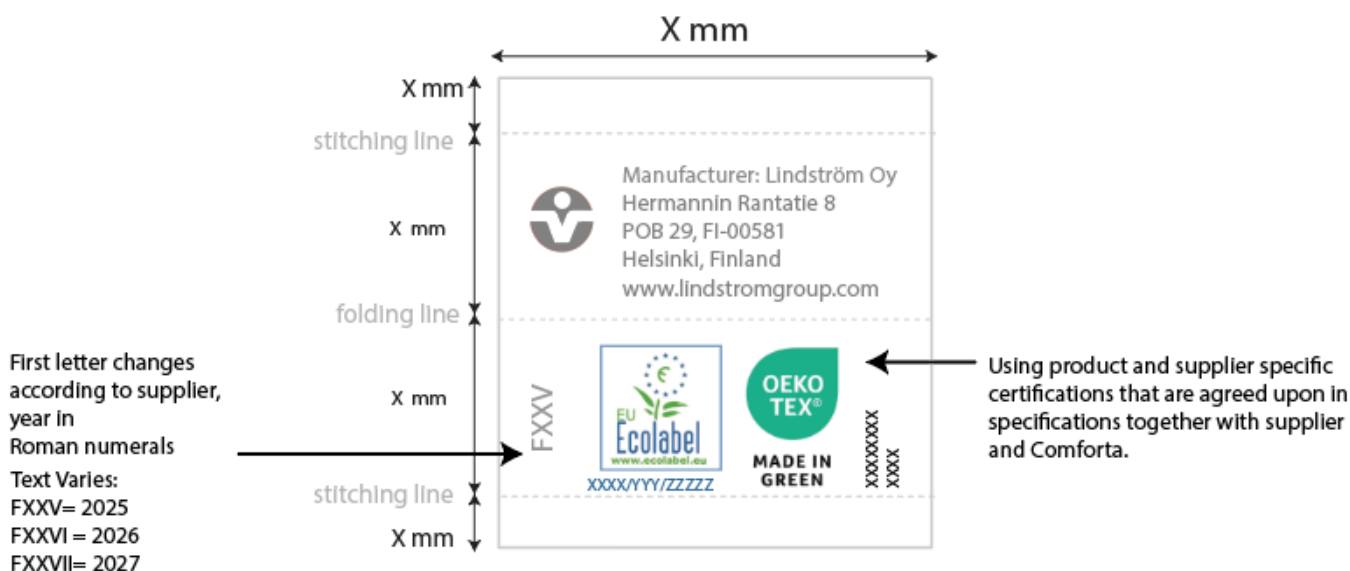 X mm
X mm
stitching line
Manufacturer: Lindström Oy
Hermannin Rantatie 8
POB 29, FI-00581
Helsinki, Finland
www.lindstromgroup.com
X mm
folding line
First letter changes
according to supplier,
year in
Roman numerals
Text Varies:
FXXV= 2025
FXXVI = 2026
FXXVII= 2027
X mm
FXXV
EU
Ecolabel
www.ecolabel.eu
XXXX/YYY/ZZZZZ
OEKO
TEX®
MADE IN
GREEN
XXXXXXXX
XXXX
Using product and supplier specific
certifications that are agreed upon in
specifications together with supplier
and Comforta.
stitching line
X mm